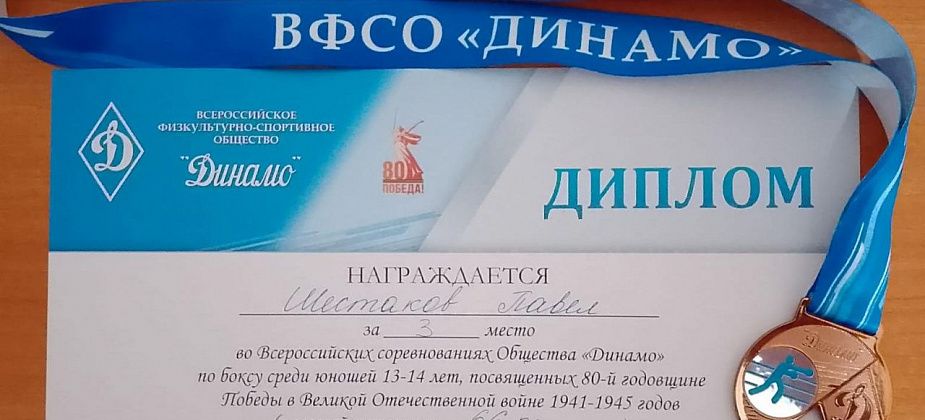 ВФСО «ДИНАМО»
ВСЕРОССИЙСКОЕ
ФИЗКУЛЬТУРНО-СПОРТИВНОЕ
ОБЩЕСТВО
"Динамо"
Д
80
ПОБЕДА!
ДИПЛОМ
НАГРАЖДАЕТСЯ
Шестаков Павел
за 3 место
во Всероссийских соревнованиях Общества «Динамо»
по боксу среди юношей 13-14 лет, посвященных 80-й годовщине
Победы в Великой Отечественной войне 1941-1945 годов
Динамо
Д